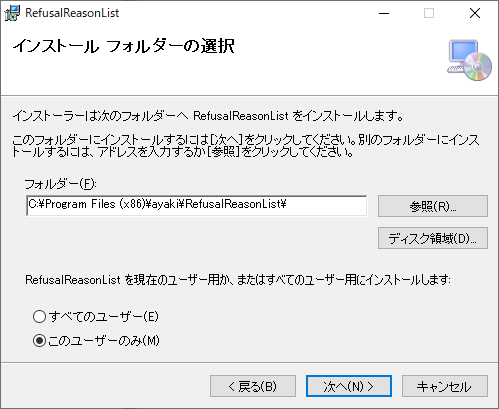 RefusalReasonList
インストール フォルダーの選択
インストーラーは次のフォルダーへ RefusalReasonList をインストールします。
このフォルダーにインストールするには[次へ]をクリックしてください。別のフォルダーにインス
トールするには、アドレスを入力するか[参照]をクリックしてください。
フォルダー(F):
C:¥Program Files (x86)¥ayaki¥RefusalReasonList¥
参照(R)...
ディスク領域(D)...
RefusalReasonList を現在のユーザー用か、またはすべてのユーザー用にインストールします:
すべてのユーザー(E)
このユーザーのみ(M)
< 戻る(B)
次へ(N) >
キャンセル